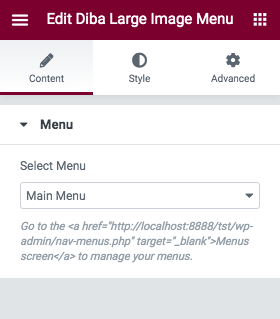 Edit Diba Large Image Menu
Content
Style
Advanced
Menu
Select Menu
Main Menu
Go to the <a href="http://localhost:8888/tst/wp-
admin/nav-menus.php" target="_blank">Menus
screen</a> to manage your menus.